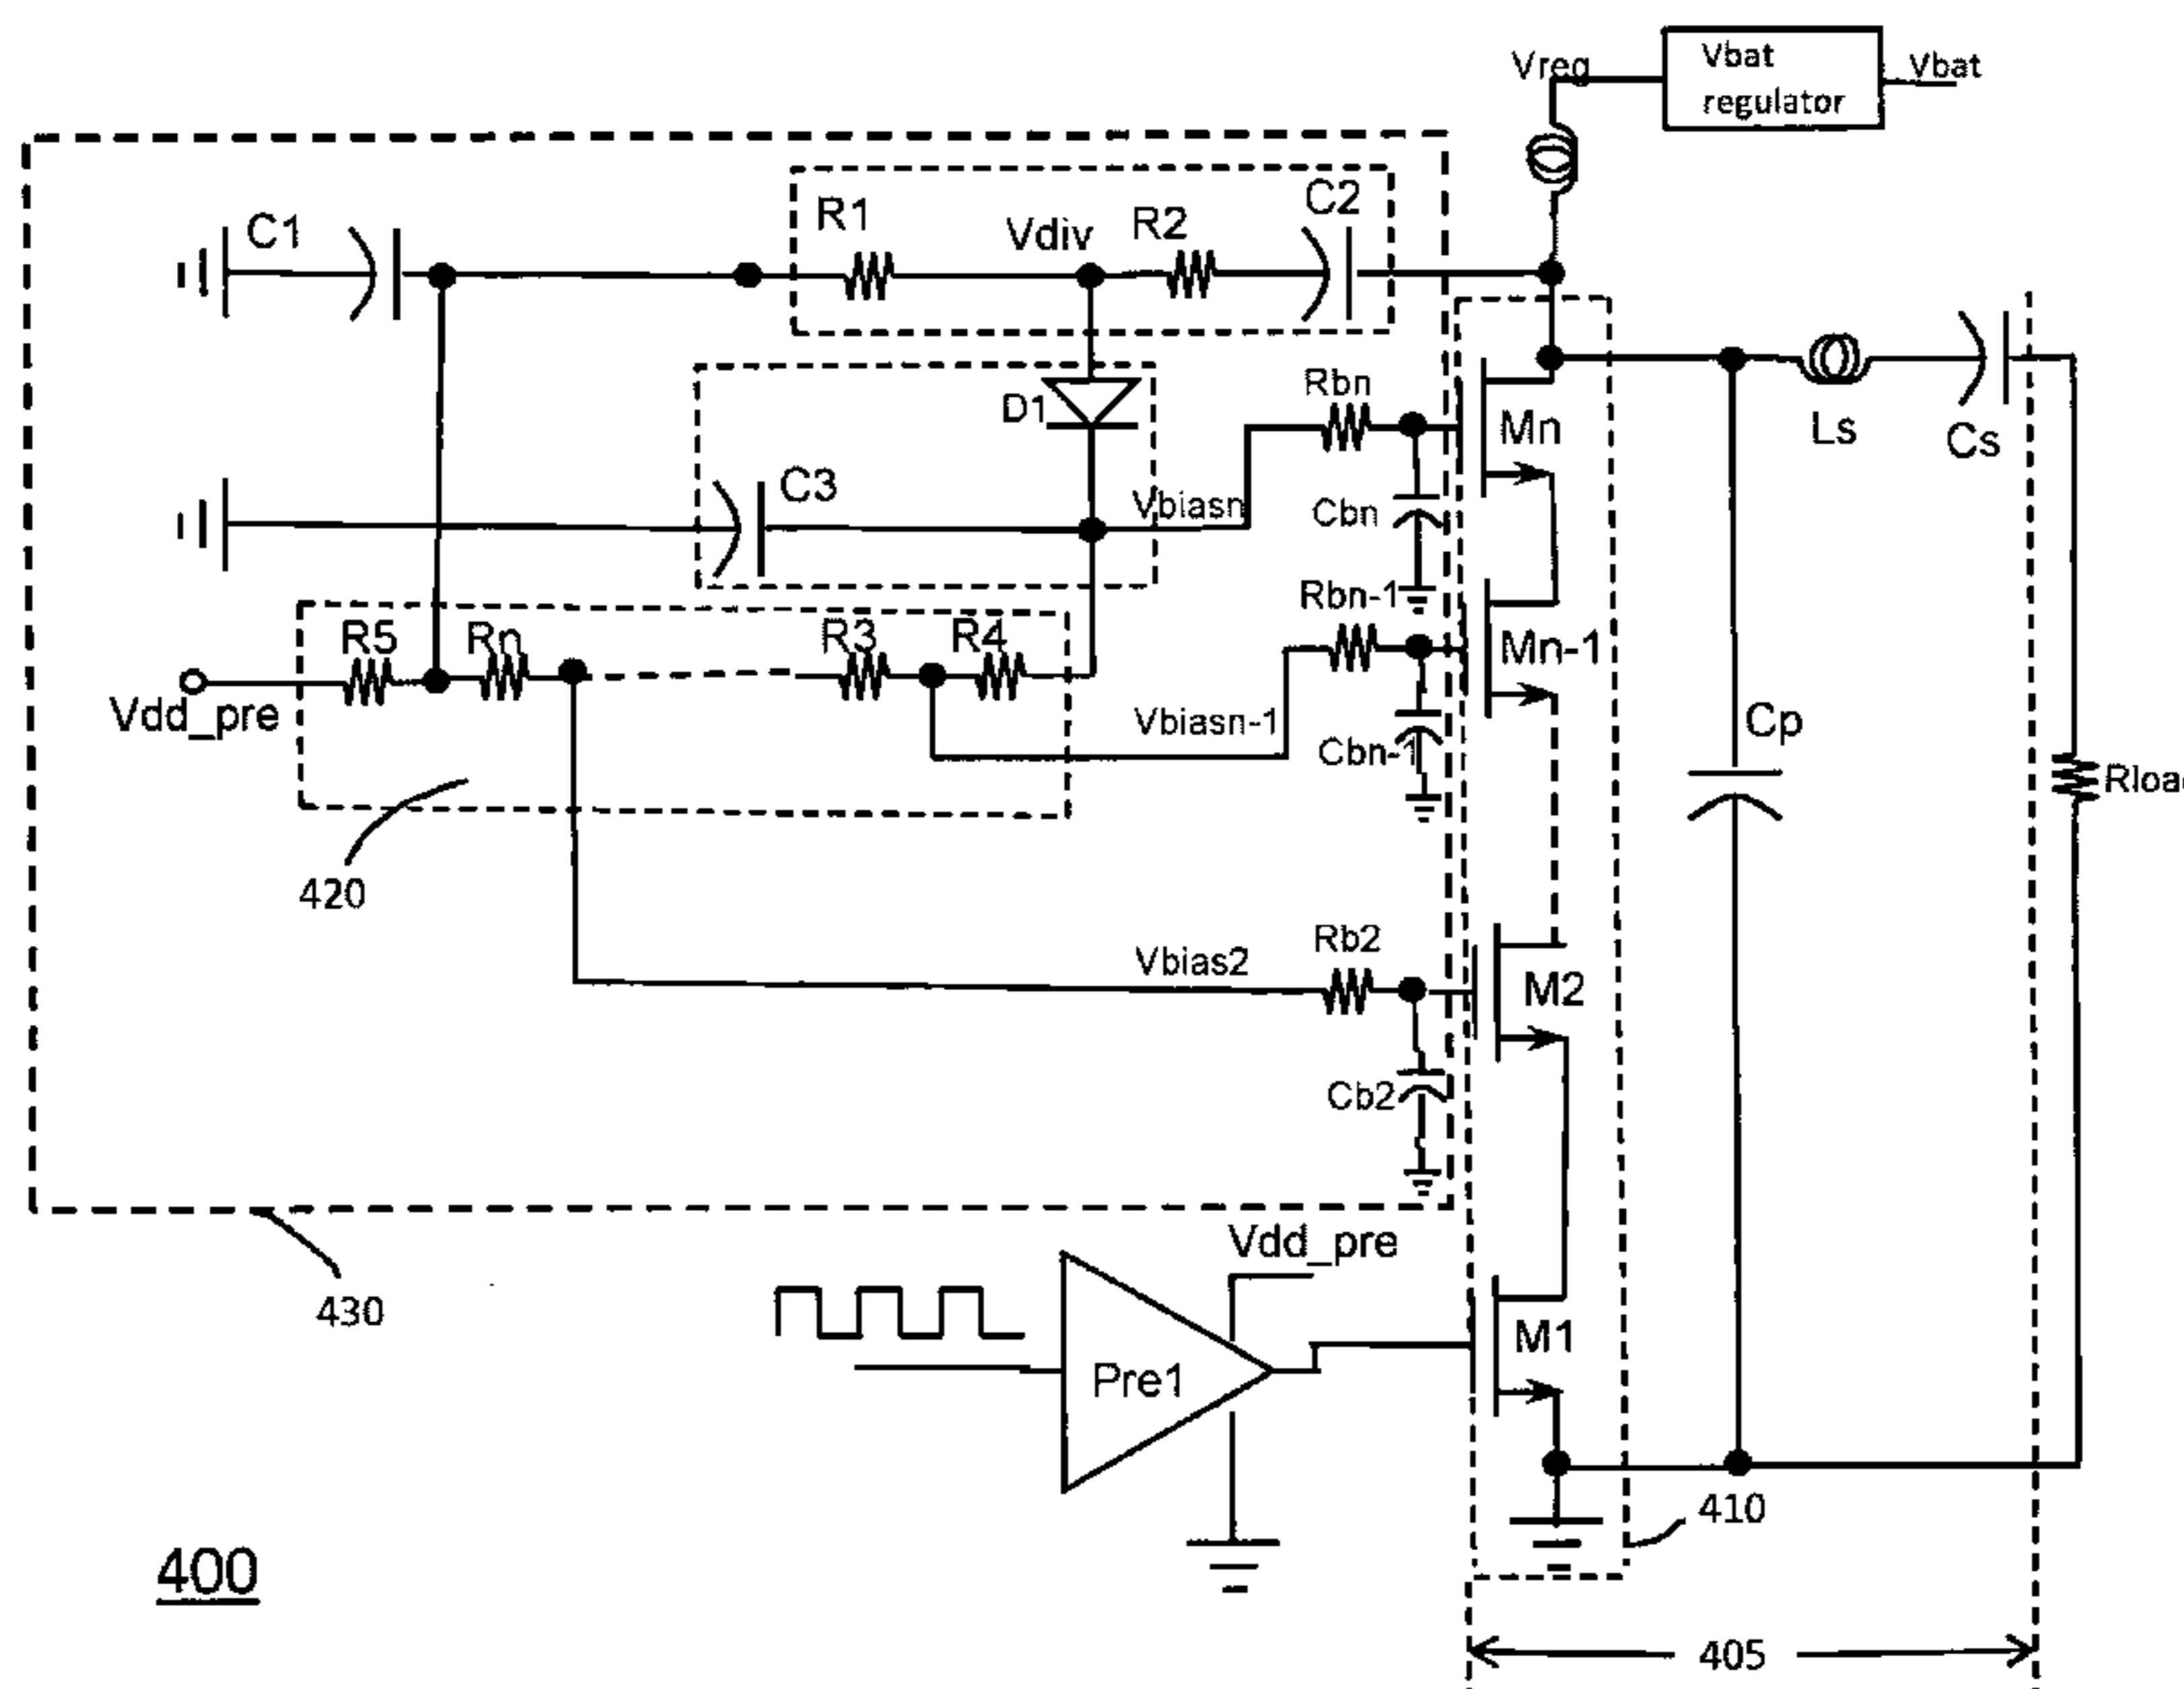 Vreg
Vbat
regulator
Vbat
C1
R1
Vdiv
R2
C2
D1
Rbn
Mn
Ls
Cs
C3
Vbiasn
Cbn
Rbn-1
Mn-1
R5
Rn
R3
R4
Vdd_pre
Vbiasn-1
Cbn-1
Cp
Rloa
420
Rb2
Vbias2
M2
Cb2
430
Vdd_pre
Pre1
M1
410
400
405